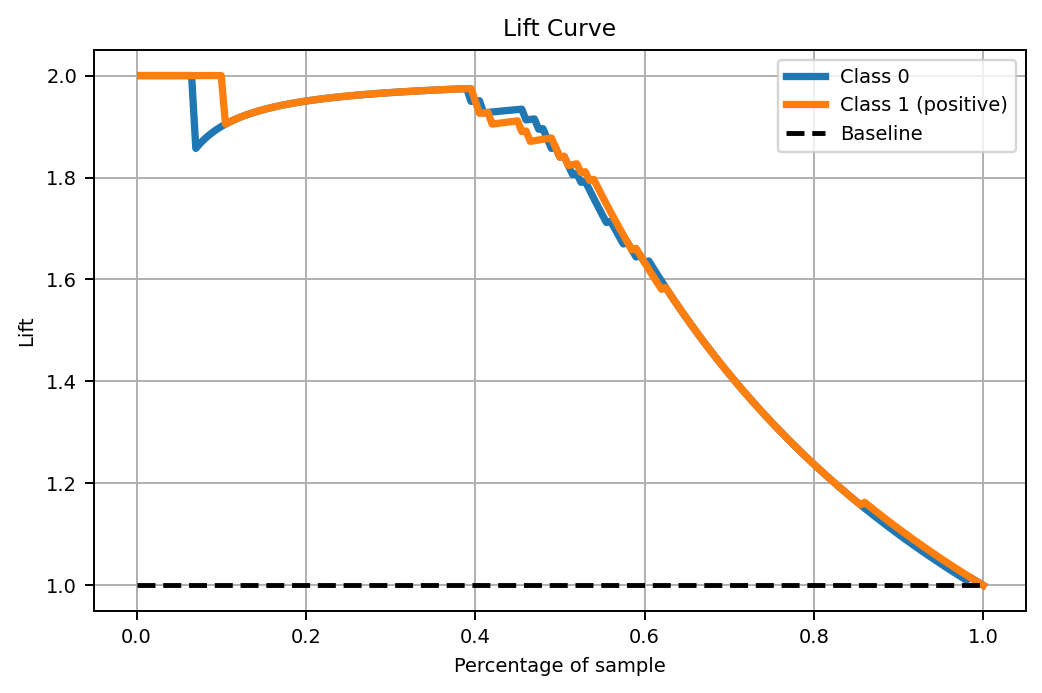 Lift Curve
2.0
1.8
1.6
1.4
1.2
1.0
Lift
Class 0
Class 1 (positive)
Baseline
0.0 0.2 0.4 0.6 0.8 1.0
Percentage of sample